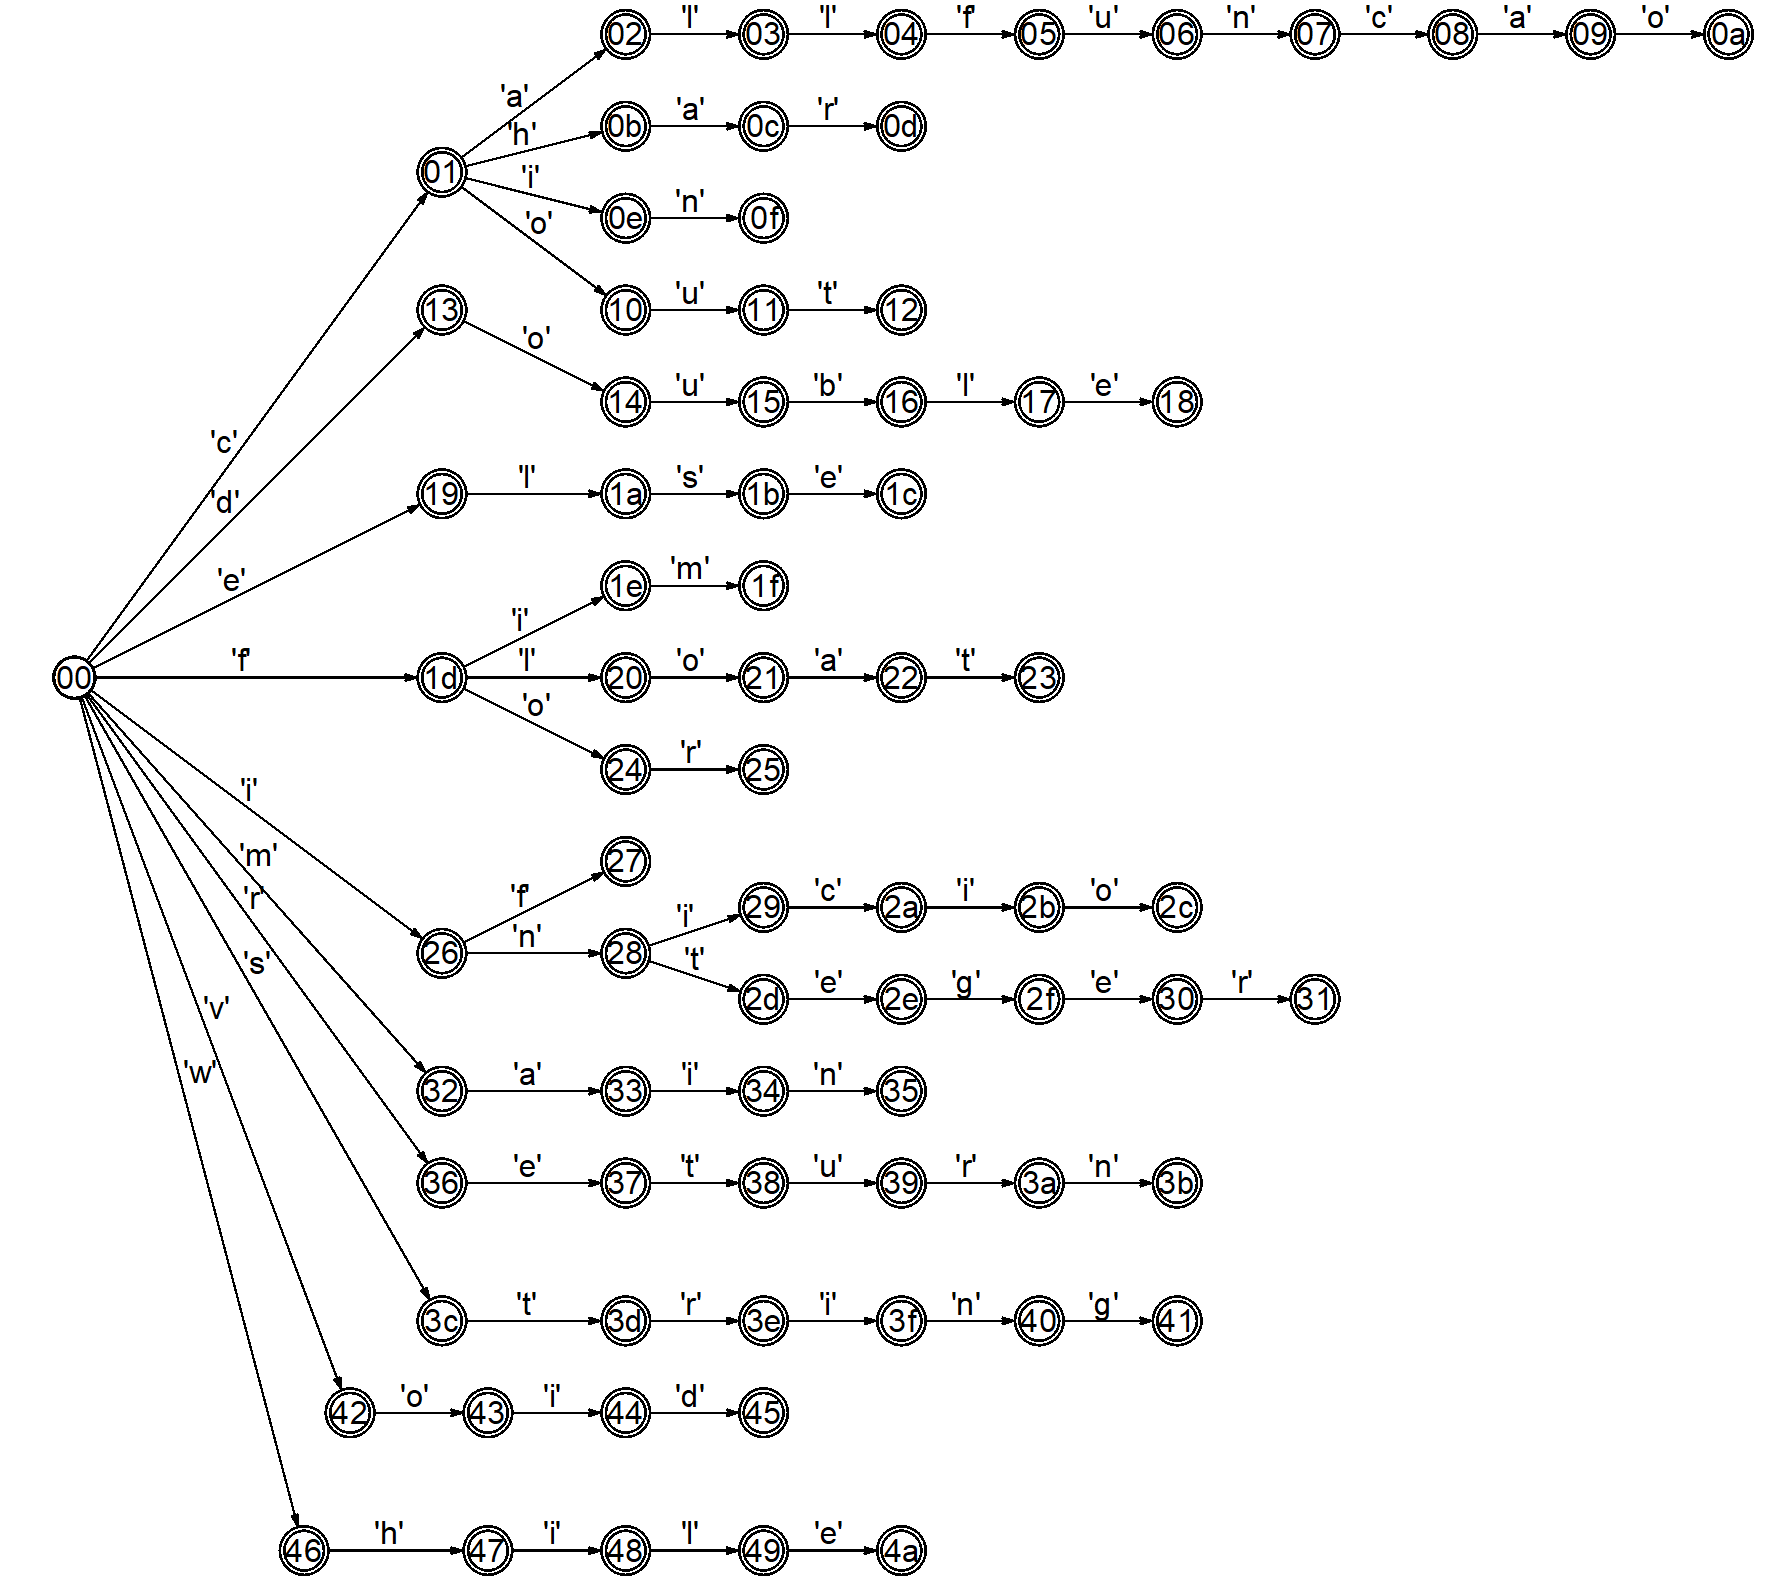 02 'l' 03 'l' 04 'f' 05 'u' 06 'n' 07 'c' 08 'a' 09 'o' 0a
'a'
'h' 0b 'a' 0c 'r' 0d
01 'i' 0e 'n' 0f
'o' 10 'u' 11 't' 12
13 'o' 14 'u' 15 'b' 16 'l' 17 'e' 18
'c'
'd'
19 'l' 1a 's' 1b 'e' 1c
'e'
'i' 1e 'm' 1f
00 'f' 1d 'l' 20 'o' 21 'a' 22 't' 23
'o' 24 'r' 25
'i'
'm'
'r'
's'
'v'
'w'
'f' 27
26 'n' 28 'i' 29 'c' 2a 'i' 2b 'o' 2c
't' 2d 'e' 2e 'g' 2f 'e' 30 'r' 31
32 'a' 33 'i' 34 'n' 35
36 'e' 37 't' 38 'u' 39 'r' 3a 'n' 3b
3c 't' 3d 'r' 3e 'i' 3f 'n' 40 'g' 41
42 'o' 43 'i' 44 'd' 45
46 'h' 47 'i' 48 'l' 49 'e' 4a